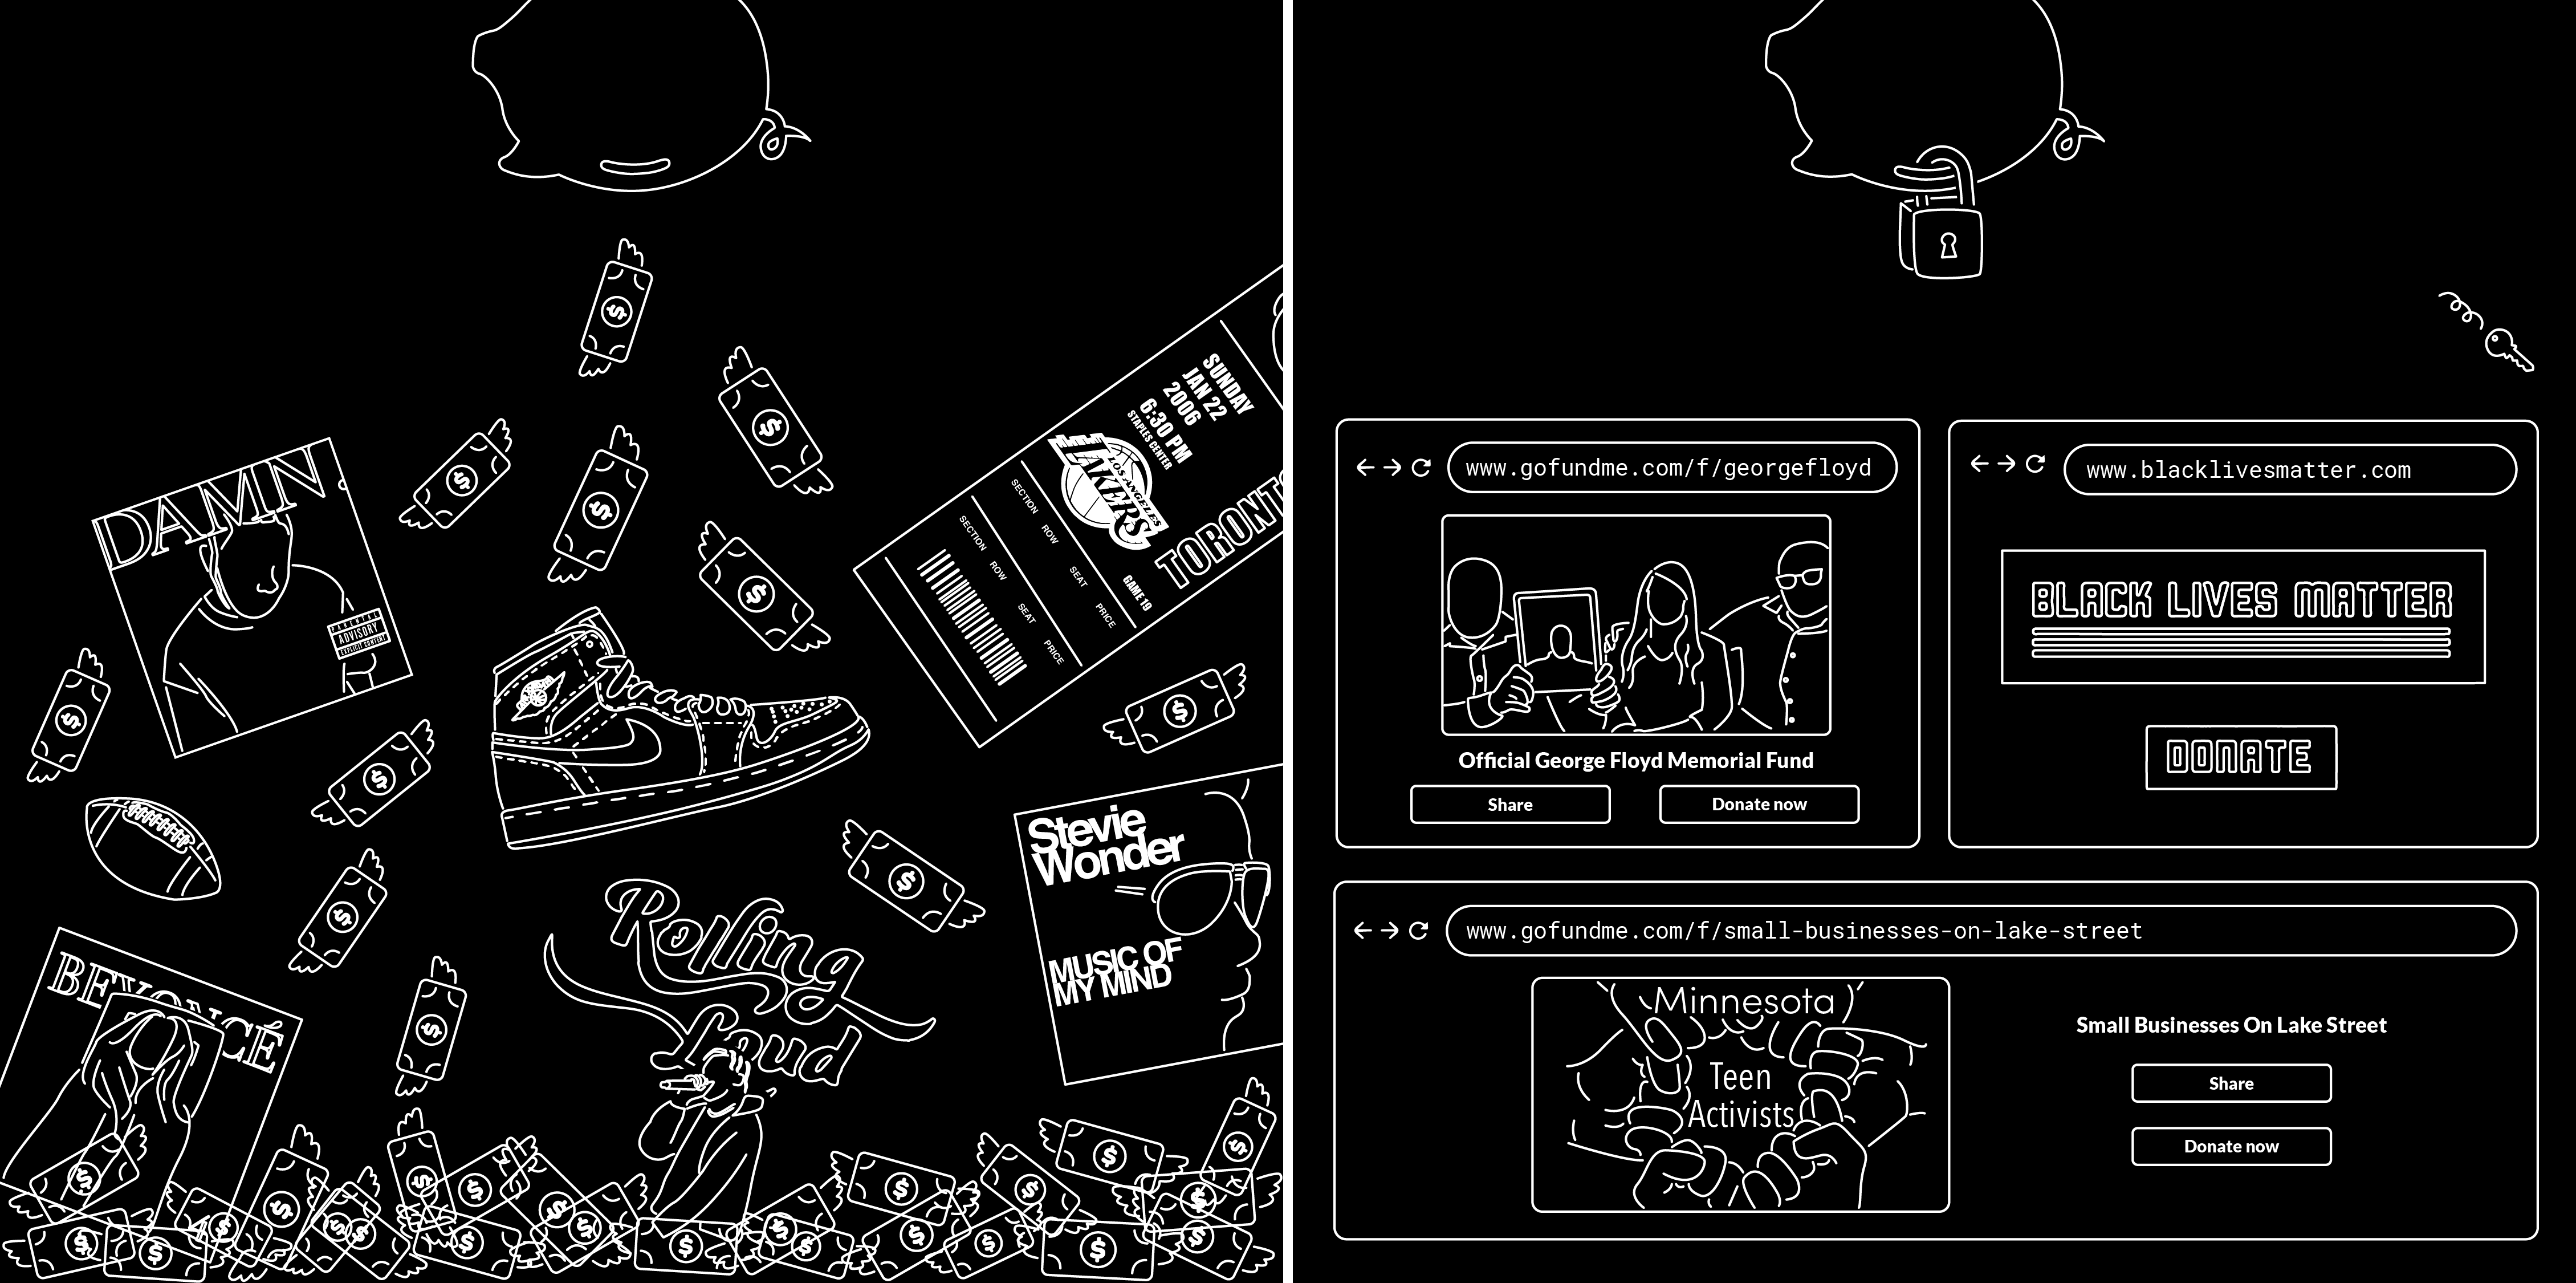 DAMN.
PARENTAL
ADVISORY
EXPLICIT CONTENT
SUNDAY
JAN 22
2006
6:30 PM
STAPLES CENTER
LOS ANGELES
LAKERS
TORONTO
GAME 19
SECTION ROW SEAT PRICE
SECTION ROW SEAT PRICE
Stevie
Wonder
MUSIC OF
MY MIND
Rolling
Loud
BEYONCÉ
www.gofundme.com/f/georgefloyd
Official George Floyd Memorial Fund
Share
Donate now
www.blacklivesmatter.com
BLACK LIVES MATTER
DONATE
www.gofundme.com/f/small-businesses-on-lake-street
Minnesota
Teen
Activists
Small Businesses On Lake Street
Share
Donate now